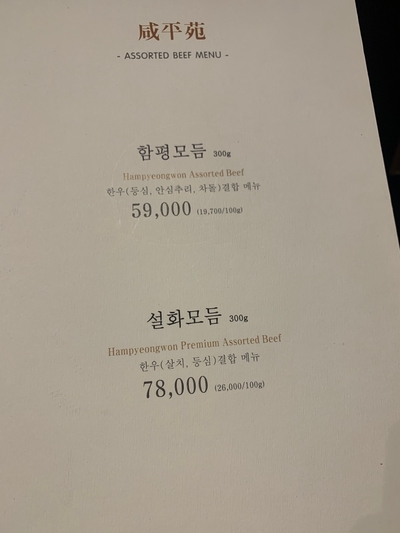 咸平苑
- ASSORTED BEEF MENU -
함평모듬 300g
Hampyeongwon Assorted Beef
한우(등심, 안심추리, 차돌)결합 메뉴
59,000 (19,700/100g)
설화모듬 300g
Hampyeongwon Premium Assorted Beef
한우(살치, 등심)결합 메뉴
78,000 (26,000/100g)